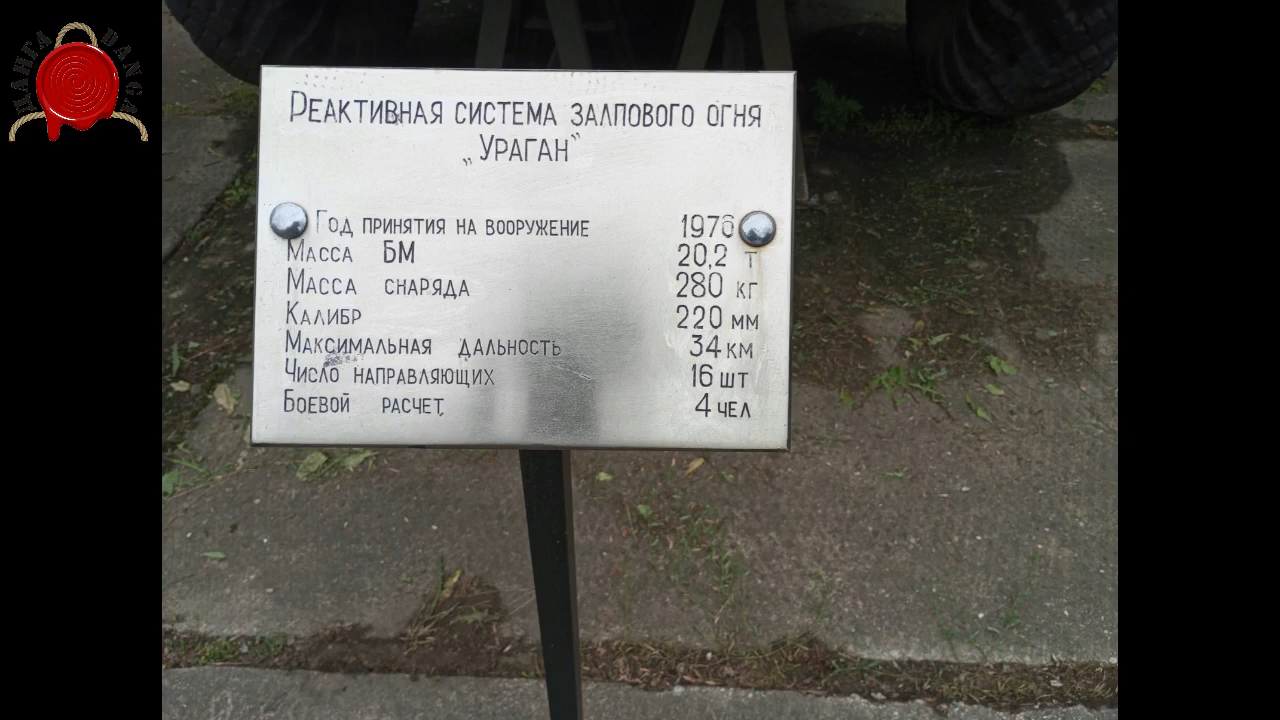 РЕАКТИВНАЯ СИСТЕМА ЗАЛПОВОГО ОГНЯ
„УРАГАН”
ГОД ПРИНЯТИЯ НА ВООРУЖЕНИЕ 1976
МАССА БМ 20,2 Т
МАССА СНАРЯДА 280 КГ
КАЛИБР 220 ММ
МАКСИМАЛЬНАЯ ДАЛЬНОСТЬ 34 КМ
ЧИСЛО НАПРАВЛЯЮЩИХ 16 ШТ
БОЕВОЙ РАСЧЕТ, 4 ЧЕЛ